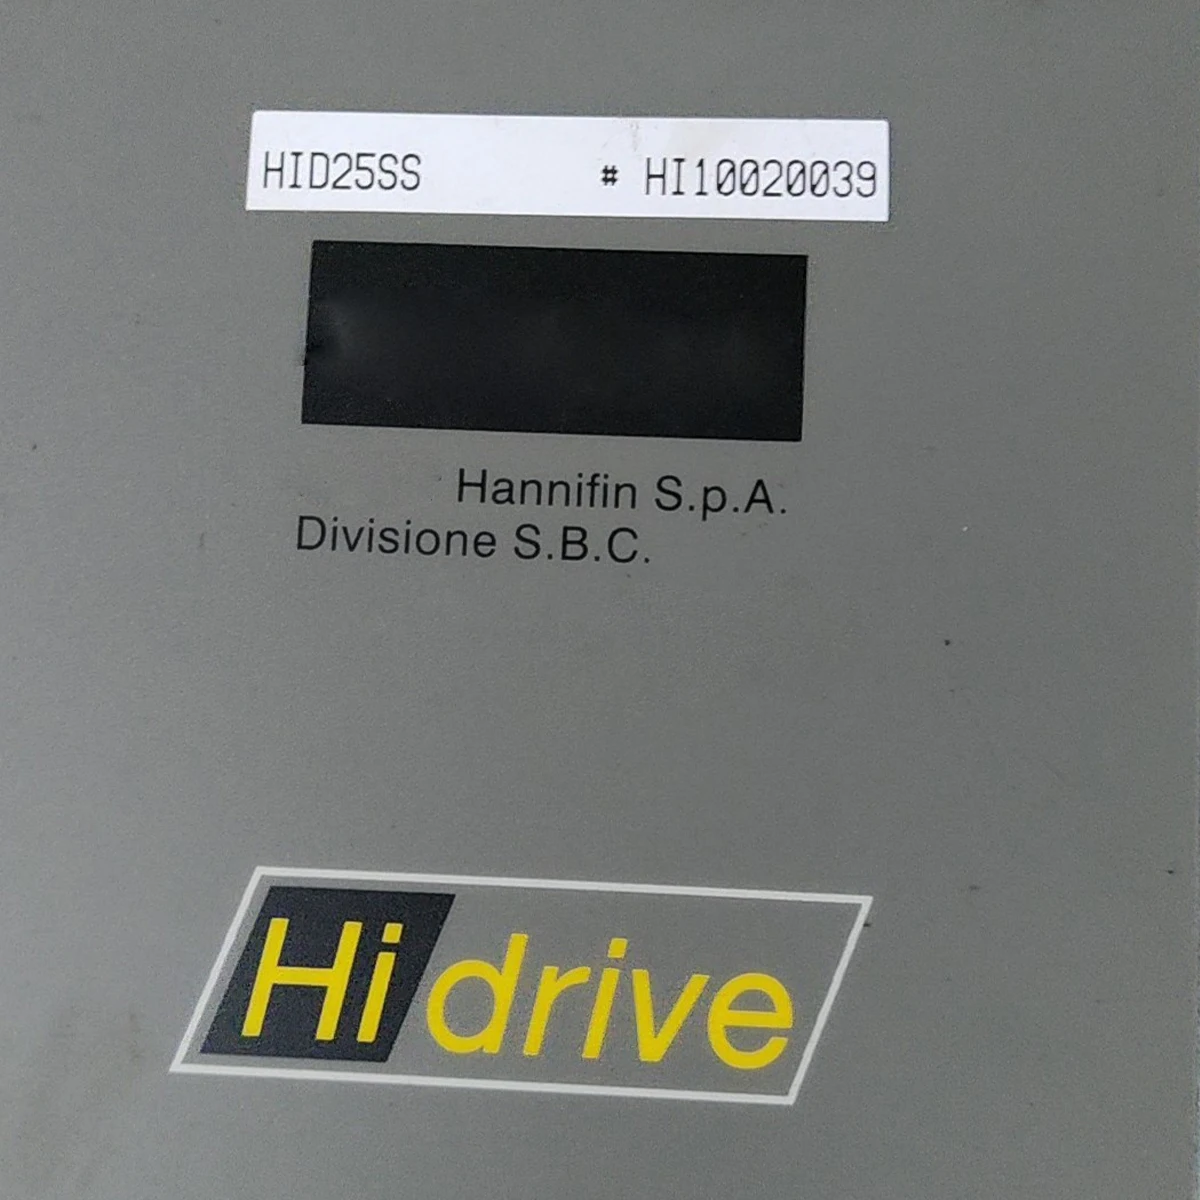 HID25SS # HI10020039
Hannifin S.p.A.
Divisione S.B.C.
Hi drive